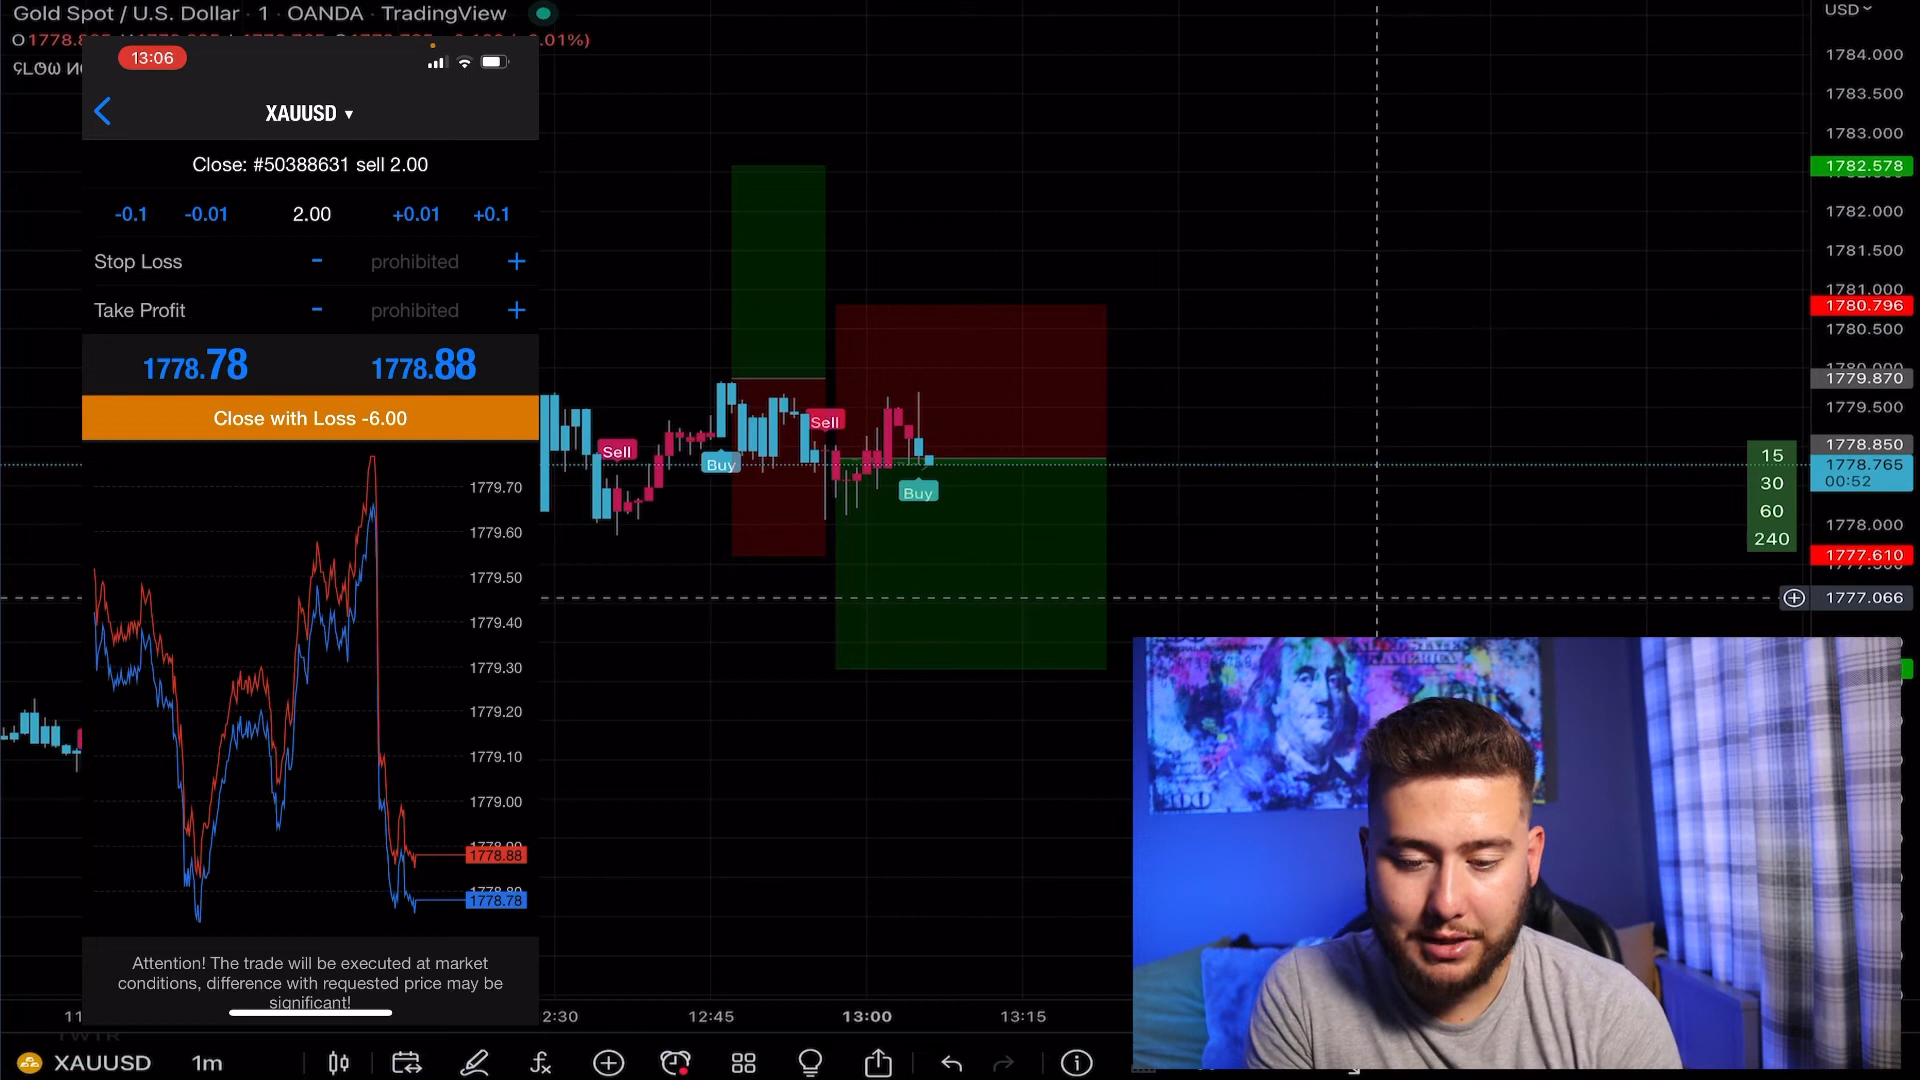 Gold Spot / U.S. Dollar · 1 · OANDA · TradingView
USD
13:06
XAUUSD ▾
Close: #50388631 sell 2.00
-0.1 -0.01 2.00 +0.01 +0.1
Stop Loss - prohibited +
Take Profit - prohibited +
1778.78 1778.88
Close with Loss -6.00
1779.70
1779.60
1779.50
1779.40
1779.30
1779.20
1779.10
1779.00
1778.88
1778.78
Attention! The trade will be executed at market
conditions, difference with requested price may be
significant!
Sell
Buy
Sell
Buy
15
30
60
240
1784.000
1783.500
1783.000
1782.578
1782.000
1781.500
1781.000
1780.796
1780.500
1779.870
1779.500
1778.850
1778.765
00:52
1778.000
1777.610
1777.066
2:30 12:45 13:00 13:15
XAUUSD 1m